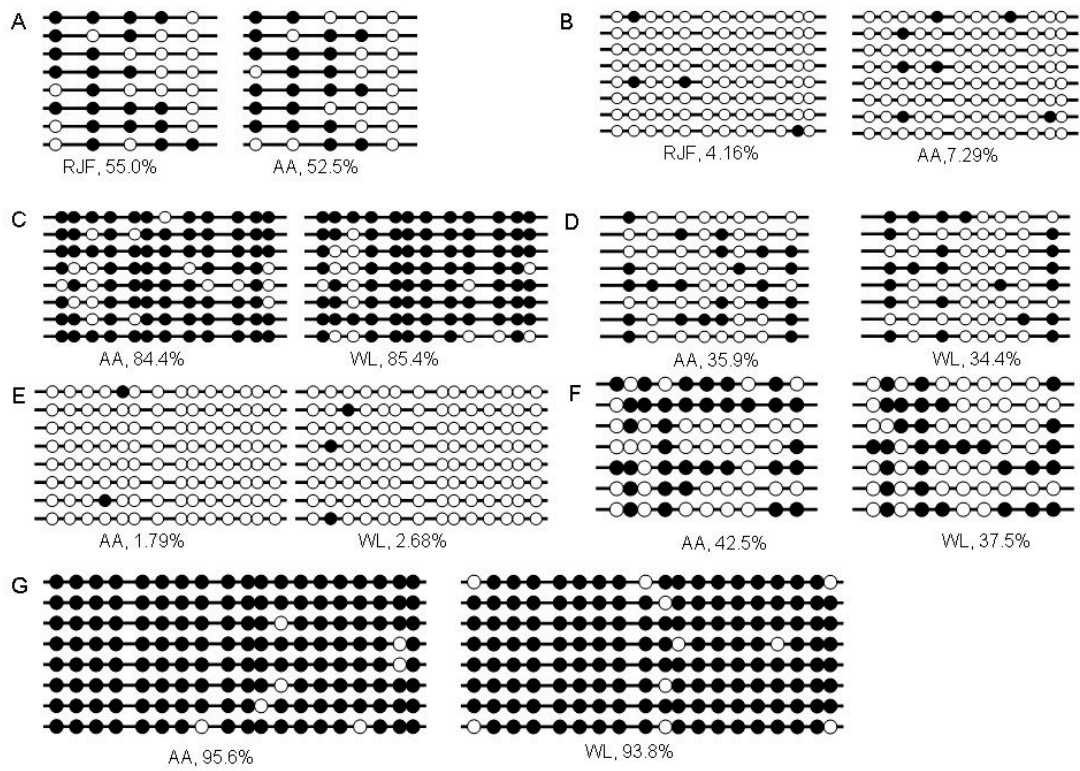 A
RJF, 55.0%
AA, 52.5%
B
RJF, 4.16%
AA,7.29%
C
AA, 84.4%
WL, 85.4%
D
AA, 35.9%
WL, 34.4%
E
AA, 1.79%
WL, 2.68%
F
AA, 42.5%
WL, 37.5%
G
AA, 95.6%
WL, 93.8%